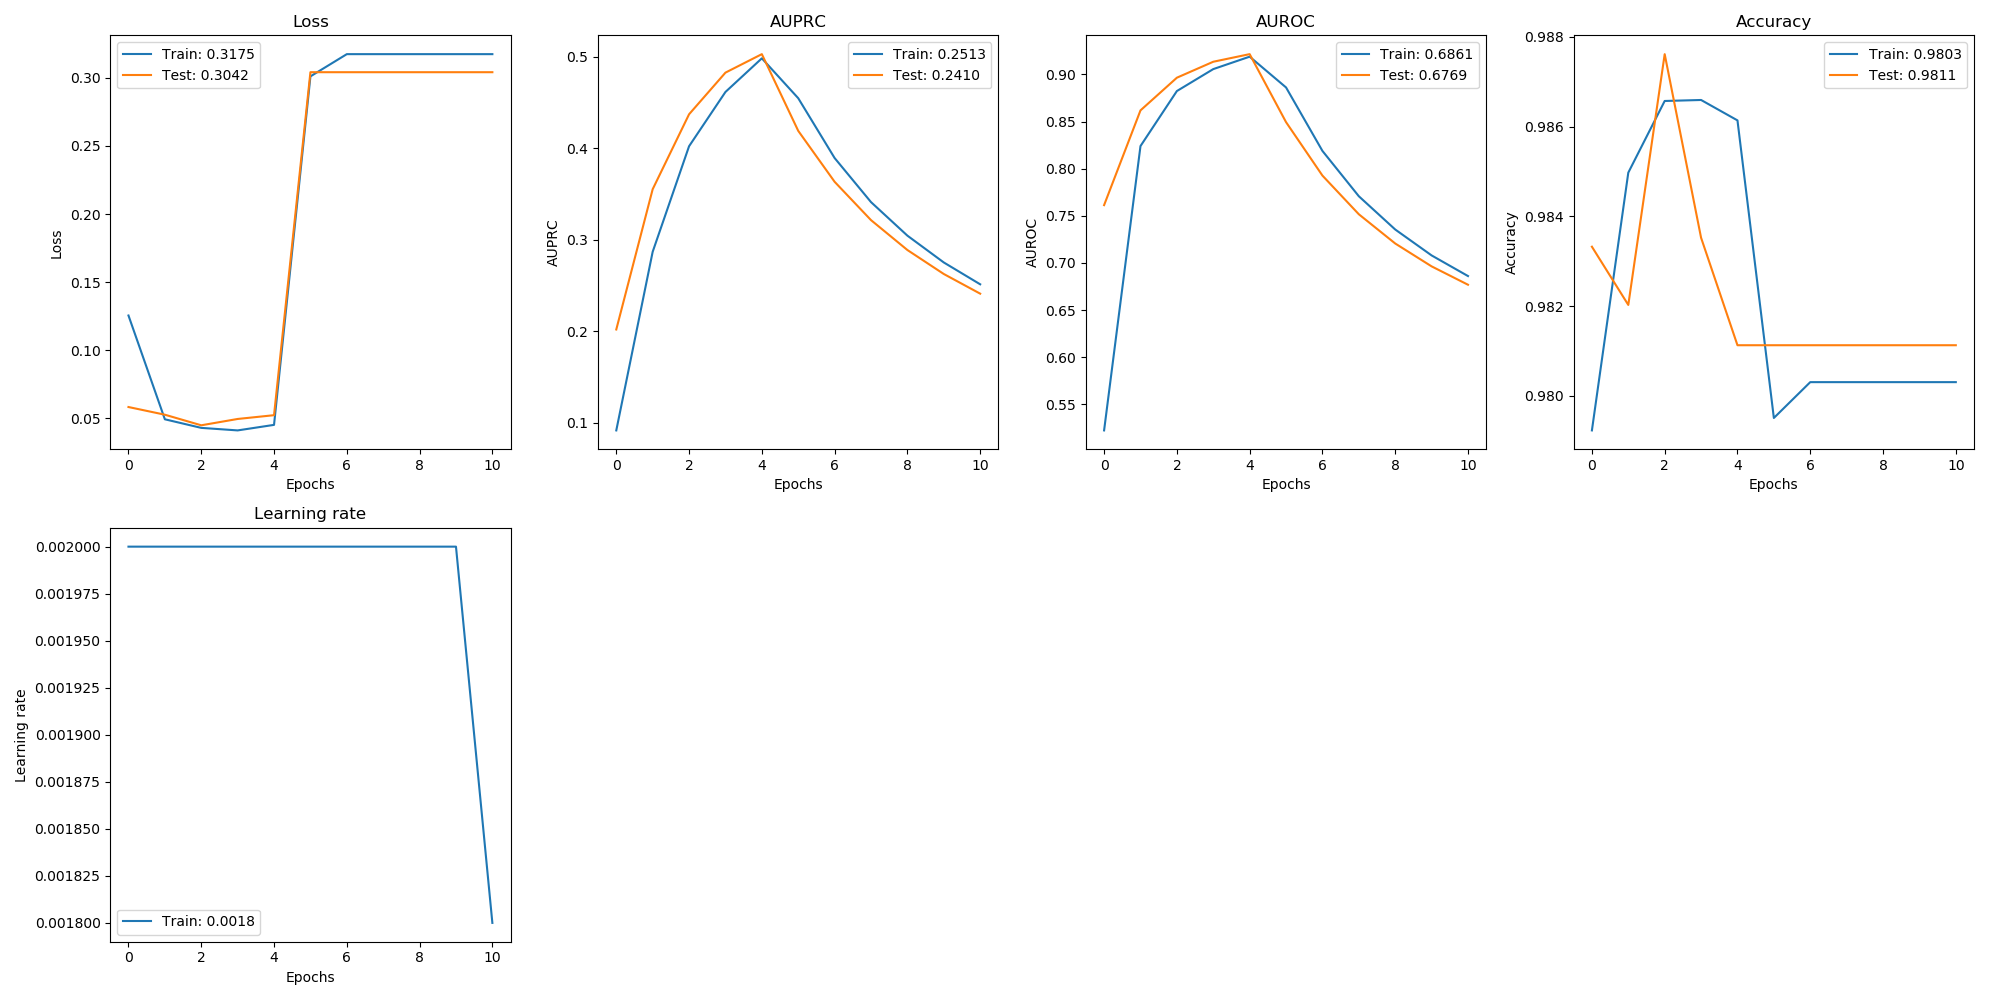 Loss
Train: 0.3175
Test: 0.3042
0.30
0.25
0.20
0.15
0.10
0.05
Loss
0 2 4 6 8 10
Epochs
AUPRC
Train: 0.2513
Test: 0.2410
0.5
0.4
0.3
0.2
0.1
AUPRC
0 2 4 6 8 10
Epochs
AUROC
Train: 0.6861
Test: 0.6769
0.90
0.85
0.80
0.75
0.70
0.65
0.60
0.55
AUROC
0 2 4 6 8 10
Epochs
Accuracy
Train: 0.9803
Test: 0.9811
0.988
0.986
0.984
0.982
0.980
Accuracy
0 2 4 6 8 10
Epochs
Learning rate
0.002000
0.001975
0.001950
0.001925
0.001900
0.001875
0.001850
0.001825
0.001800
Learning rate
Train: 0.0018
0 2 4 6 8 10
Epochs